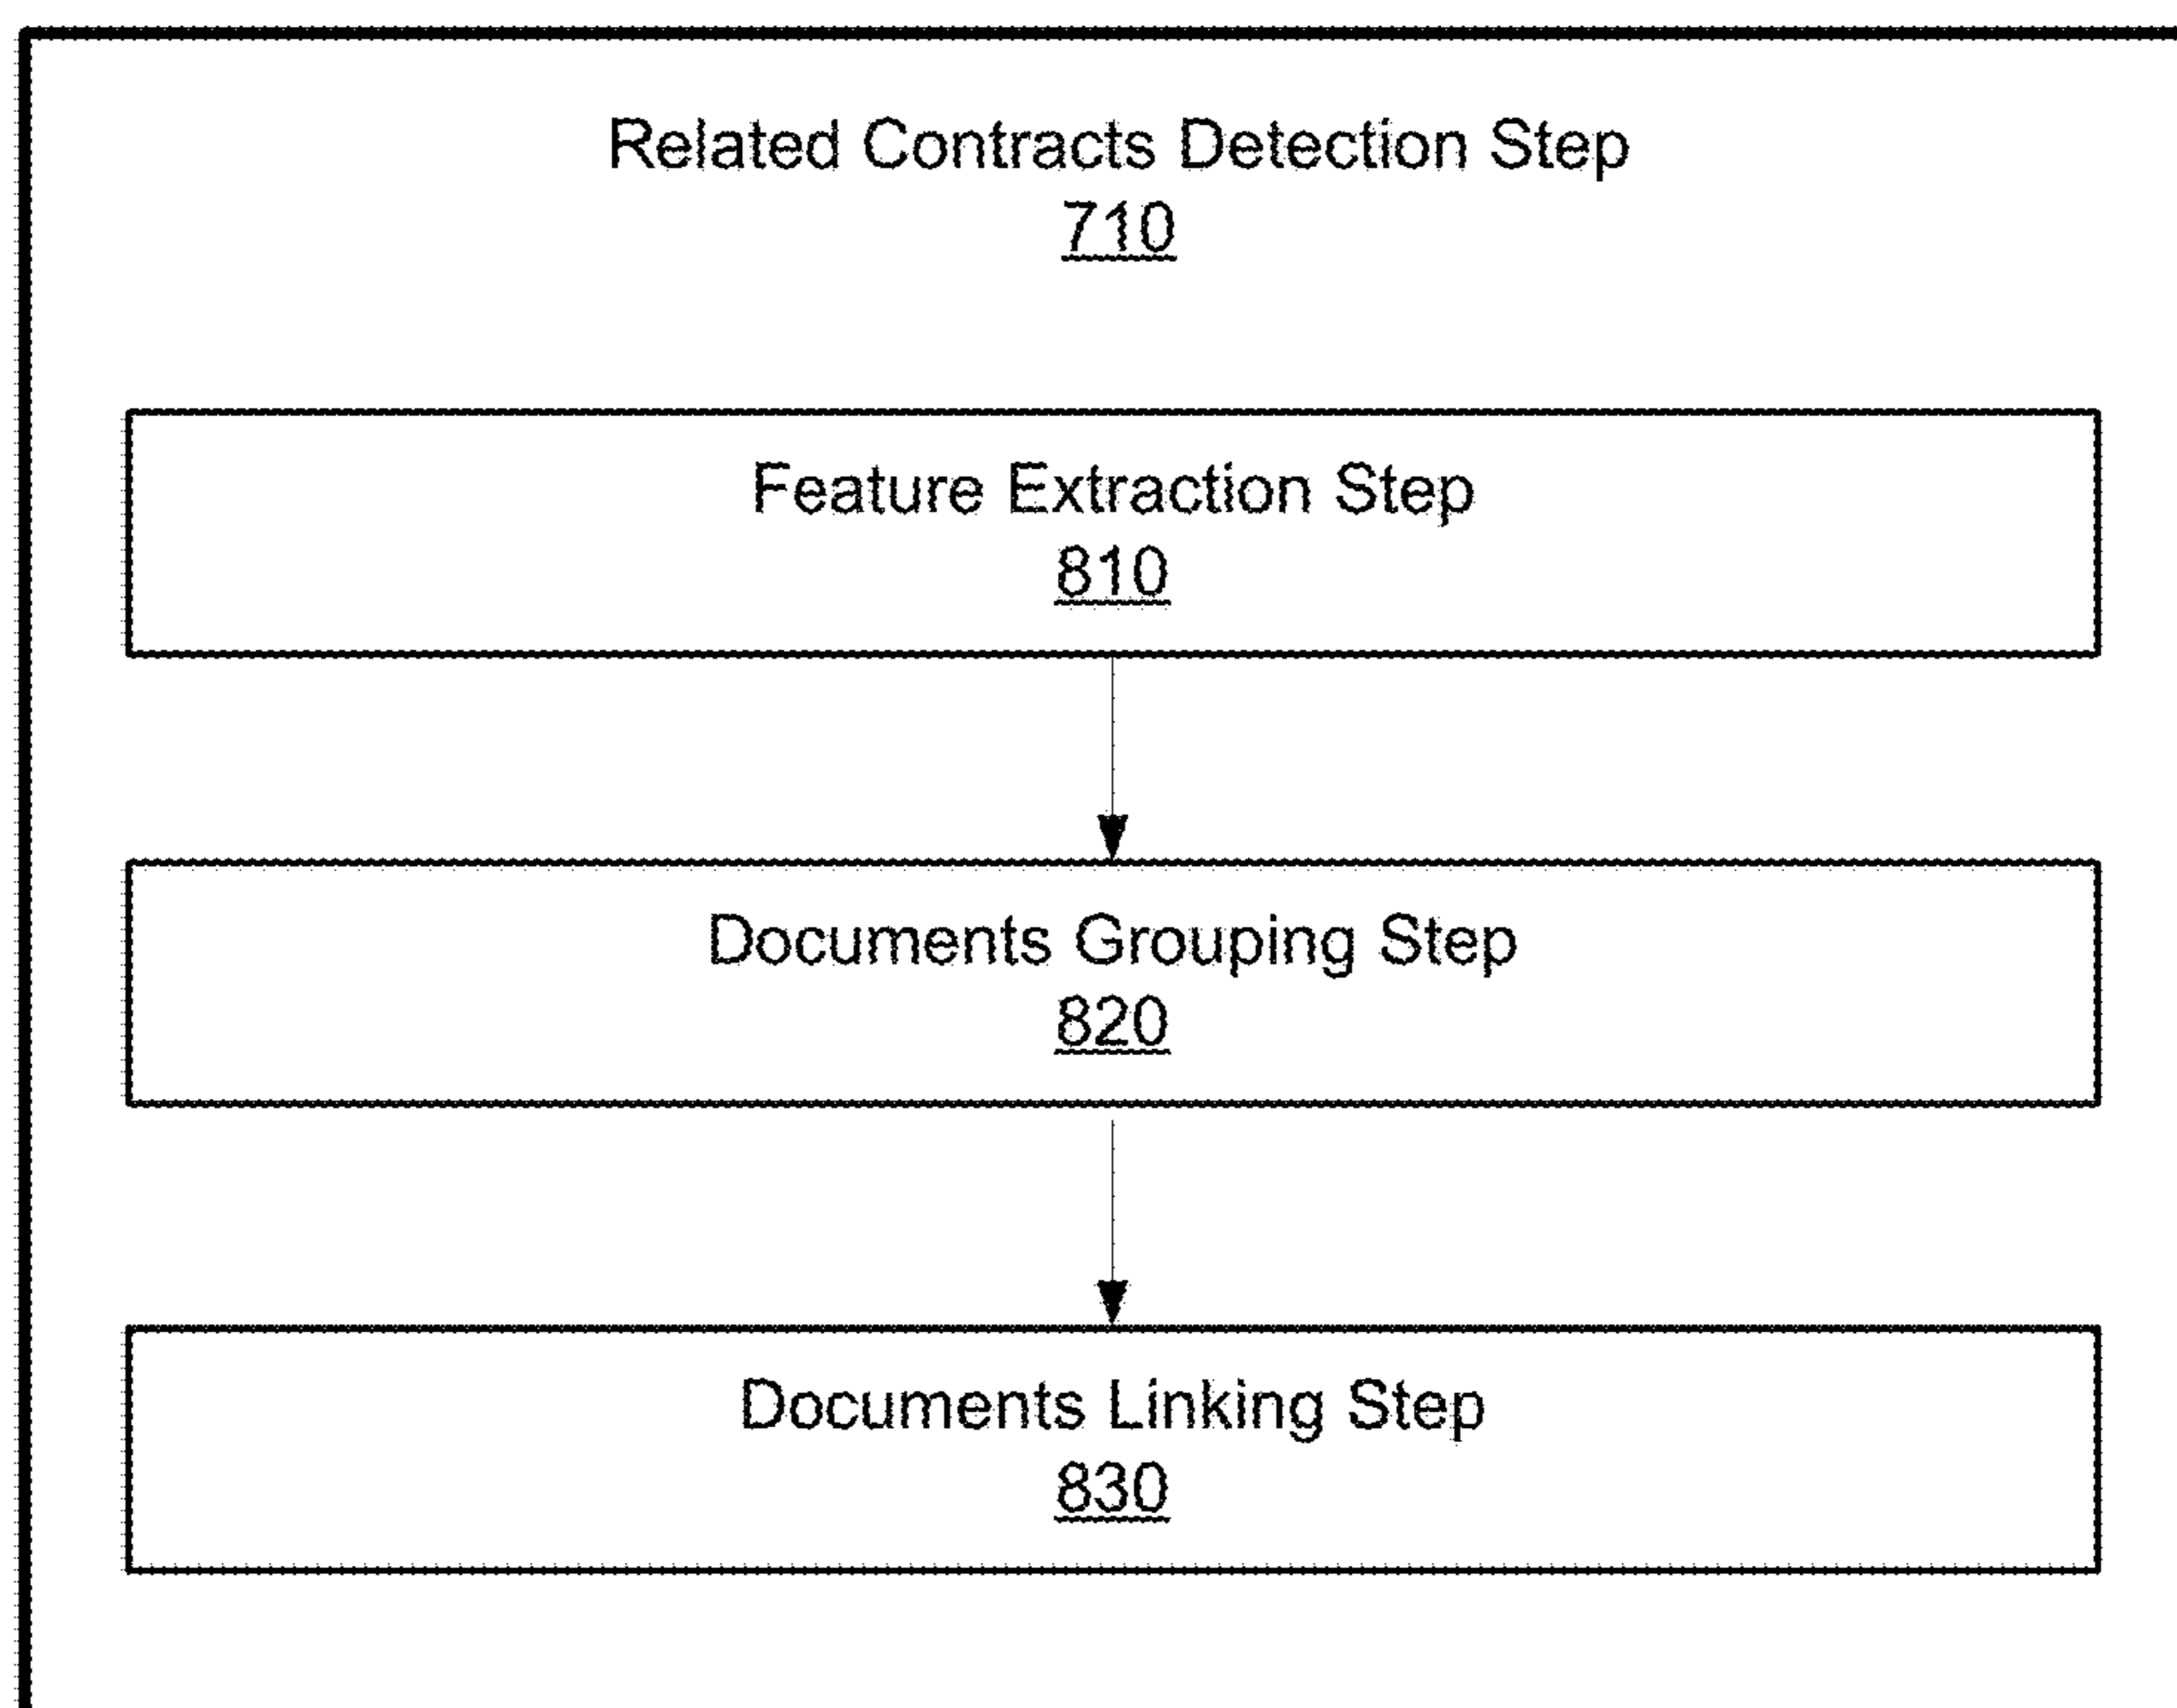 Related Contracts Detection Step
710
Feature Extraction Step
810
Documents Grouping Step
820
Documents Linking Step
830